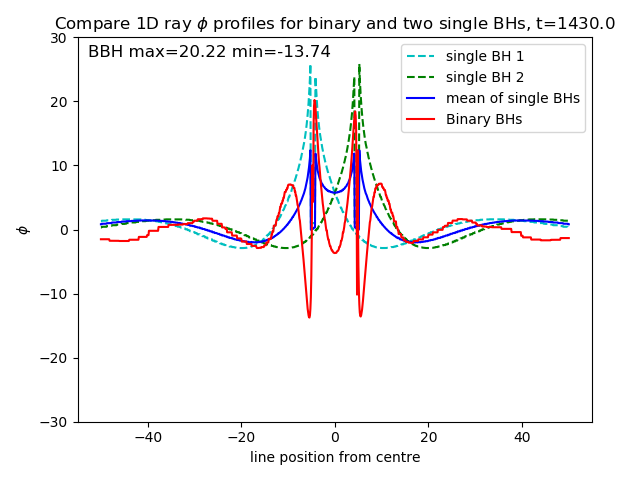 Compare 1D ray ϕ profiles for binary and two single BHs, t=1430.0
BBH max=20.22 min=-13.74
single BH 1
single BH 2
mean of single BHs
Binary BHs
ϕ
30
20
10
0
−10
−20
−30
−40
−20
0
20
40
line position from centre